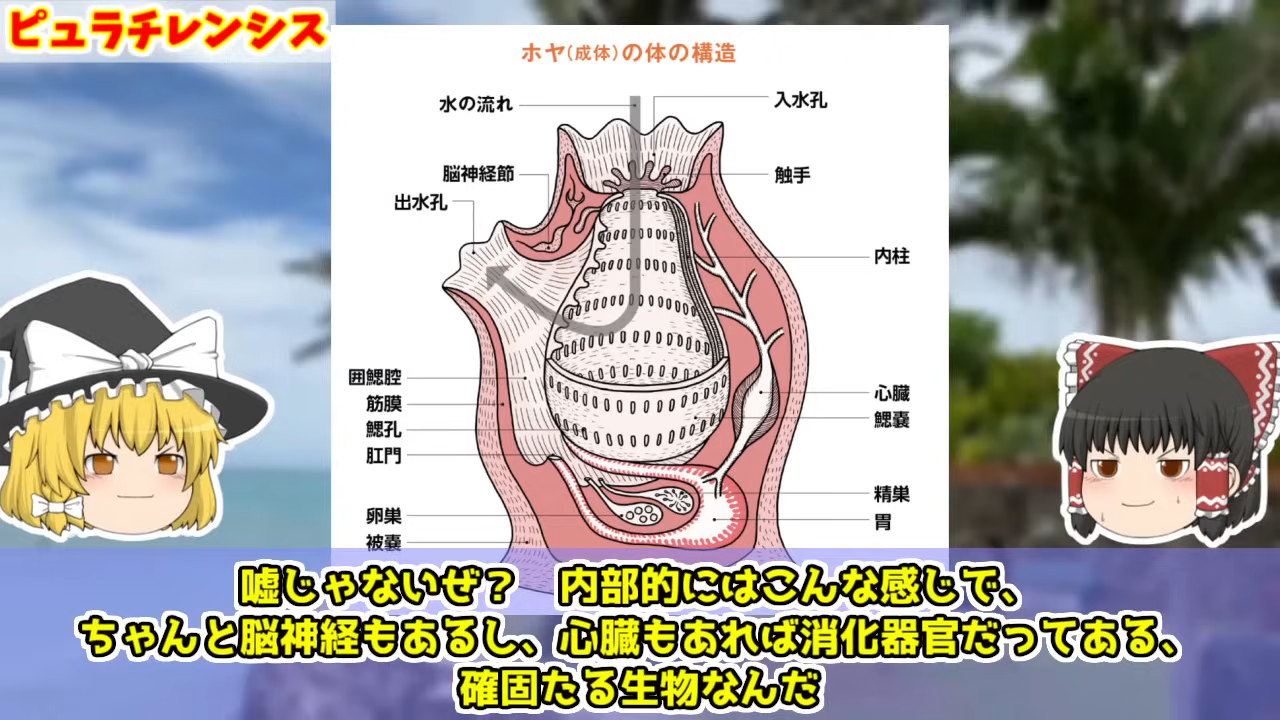 ピュラチレンシス
ホヤ(成体)の体の構造
水の流れ
入水孔
脳神経節
触手
出水孔
内柱
囲鰓腔
心臓
筋膜
鰓嚢
鰓孔
肛門
精巣
卵巣
胃
被嚢
嘘じゃないぜ? 内部的にはこんな感じで、
ちゃんと脳神経もあるし、心臓もあれば消化器官だってある、
確固たる生物なんだ